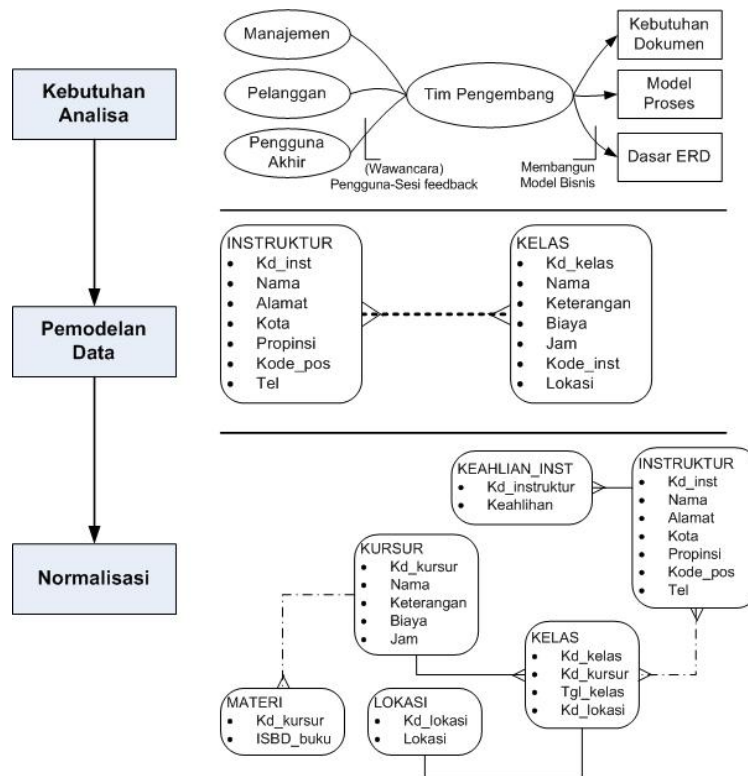 Kebutuhan
Analisa
Manajemen
Pelanggan
Pengguna
Akhir
Tim Pengembang
Kebutuhan
Dokumen
Model
Proses
Dasar ERD
(Wawancara)
Pengguna-Sesi feedback
Membangun
Model Bisnis
Pemodelan
Data
INSTRUKTUR
• Kd_inst
• Nama
• Alamat
• Kota
• Propinsi
• Kode_pos
• Tel
KELAS
• Kd_kelas
• Nama
• Keterangan
• Biaya
• Jam
• Kode_inst
• Lokasi
Normalisasi
KEAHLIAN_INST
• Kd_instruktur
• Keahlihan
INSTRUKTUR
• Kd_inst
• Nama
• Alamat
• Kota
• Propinsi
• Kode_pos
• Tel
KURSUR
• Kd_kursur
• Nama
• Keterangan
• Biaya
• Jam
KELAS
• Kd_kelas
• Kd_kursur
• Tgl_kelas
• Kd_lokasi
MATERI
• Kd_kursur
• ISBD_buku
LOKASI
• Kd_lokasi
• Lokasi